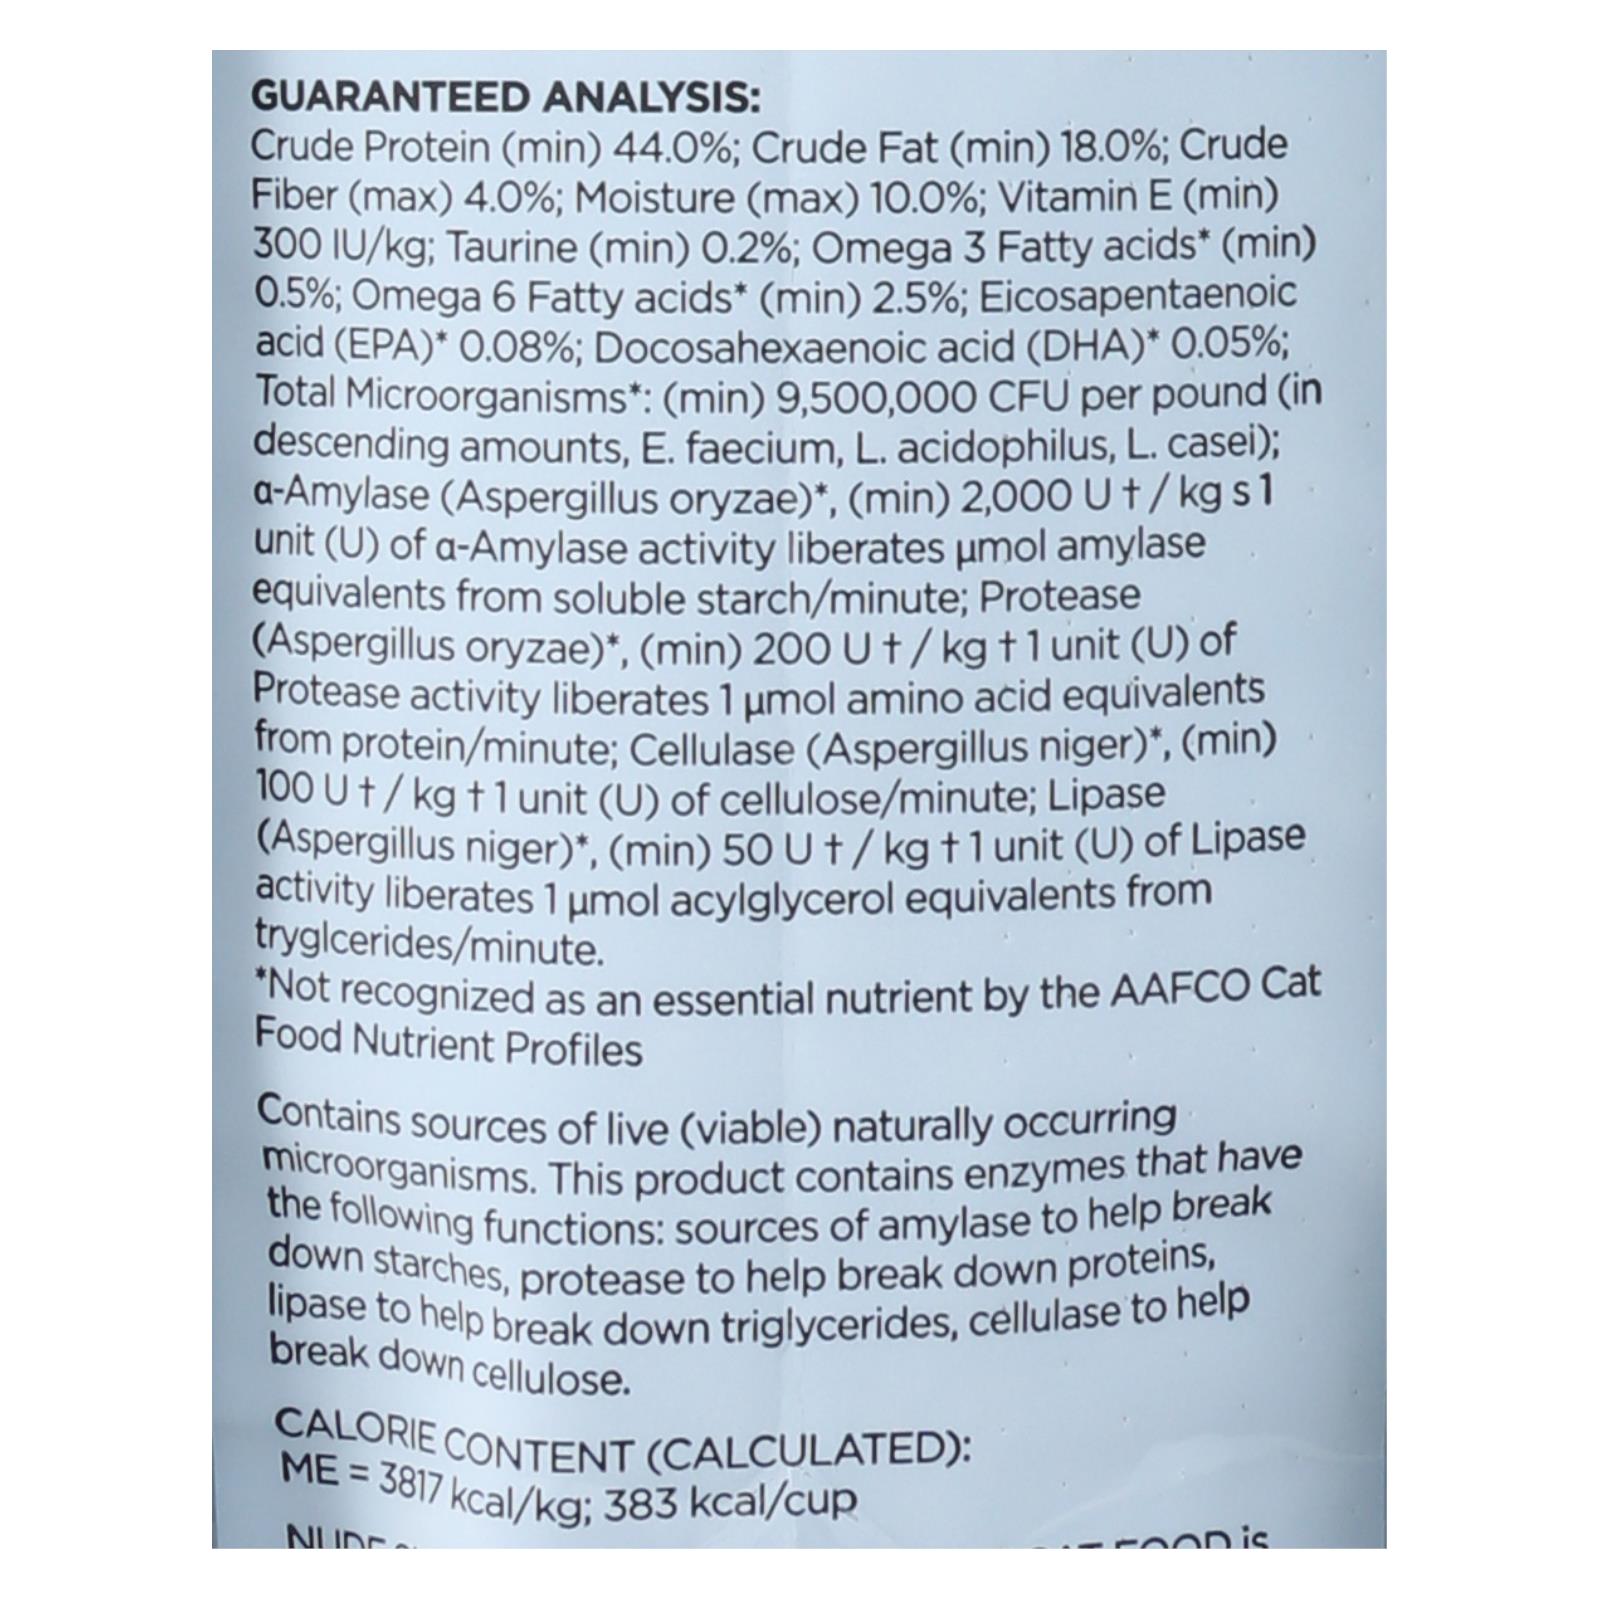 GUARANTEED ANALYSIS:
Crude Protein (min) 44.0%; Crude Fat (min) 18.0%; Crude
Fiber (max) 4.0%; Moisture (max) 10.0%; Vitamin E (min)
300 IU/kg; Taurine (min) 0.2%; Omega 3 Fatty acids* (min)
0.5%; Omega 6 Fatty acids* (min) 2.5%; Eicosapentaenoic
acid (EPA)* 0.08%; Docosahexaenoic acid (DHA)* 0.05%;
Total Microorganisms*: (min) 9,500,000 CFU per pound (in
descending amounts, E. faecium, L. acidophilus, L. casei);
α-Amylase (Aspergillus oryzae)*, (min) 2,000 U † / kg s 1
unit (U) of α-Amylase activity liberates µmol amylase
equivalents from soluble starch/minute; Protease
(Aspergillus oryzae)*, (min) 200 U † / kg † 1 unit (U) of
Protease activity liberates 1 µmol amino acid equivalents
from protein/minute; Cellulase (Aspergillus niger)*, (min)
100 U † / kg † 1 unit (U) of cellulose/minute; Lipase
(Aspergillus niger)*, (min) 50 U † / kg † 1 unit (U) of Lipase
activity liberates 1 µmol acylglycerol equivalents from
tryglcerides/minute.
*Not recognized as an essential nutrient by the AAFCO Cat
Food Nutrient Profiles
Contains sources of live (viable) naturally occurring
microorganisms. This product contains enzymes that have
the following functions: sources of amylase to help break
down starches, protease to help break down proteins,
lipase to help break down triglycerides, cellulase to help
break down cellulose.
CALORIE CONTENT (CALCULATED):
ME = 3817 kcal/kg; 383 kcal/cup
FOOD is